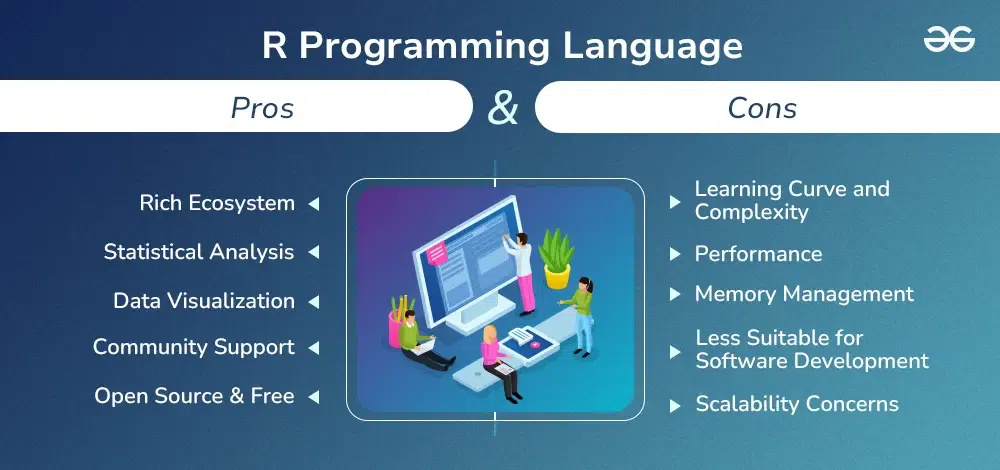 R Programming Language
Pros
&
Cons
Rich Ecosystem
Statistical Analysis
Data Visualization
Community Support
Open Source & Free
Learning Curve and
Complexity
Performance
Memory Management
Less Suitable for
Software Development
Scalability Concerns